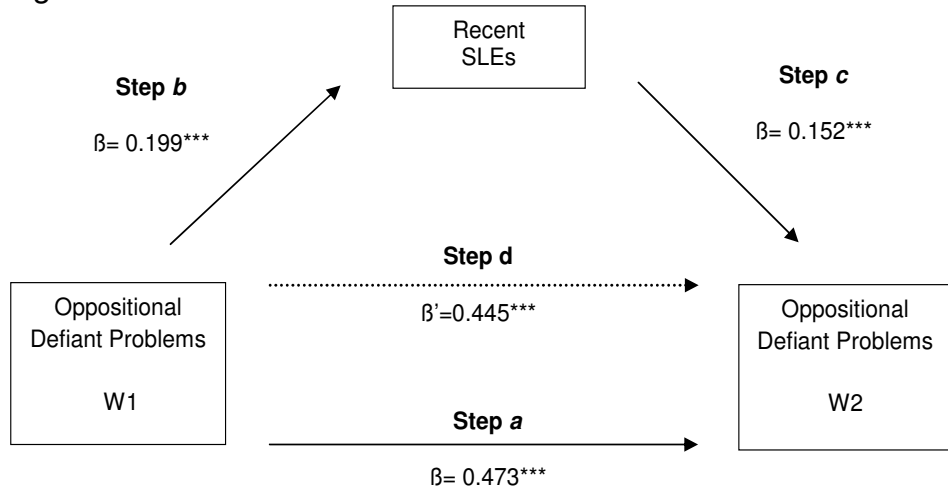 Recent
SLEs
Step b
ß= 0.199***
Step c
ß= 0.152***
Step d
ß’=0.445***
Oppositional
Defiant Problems
W1
Oppositional
Defiant Problems
W2
Step a
ß= 0.473***